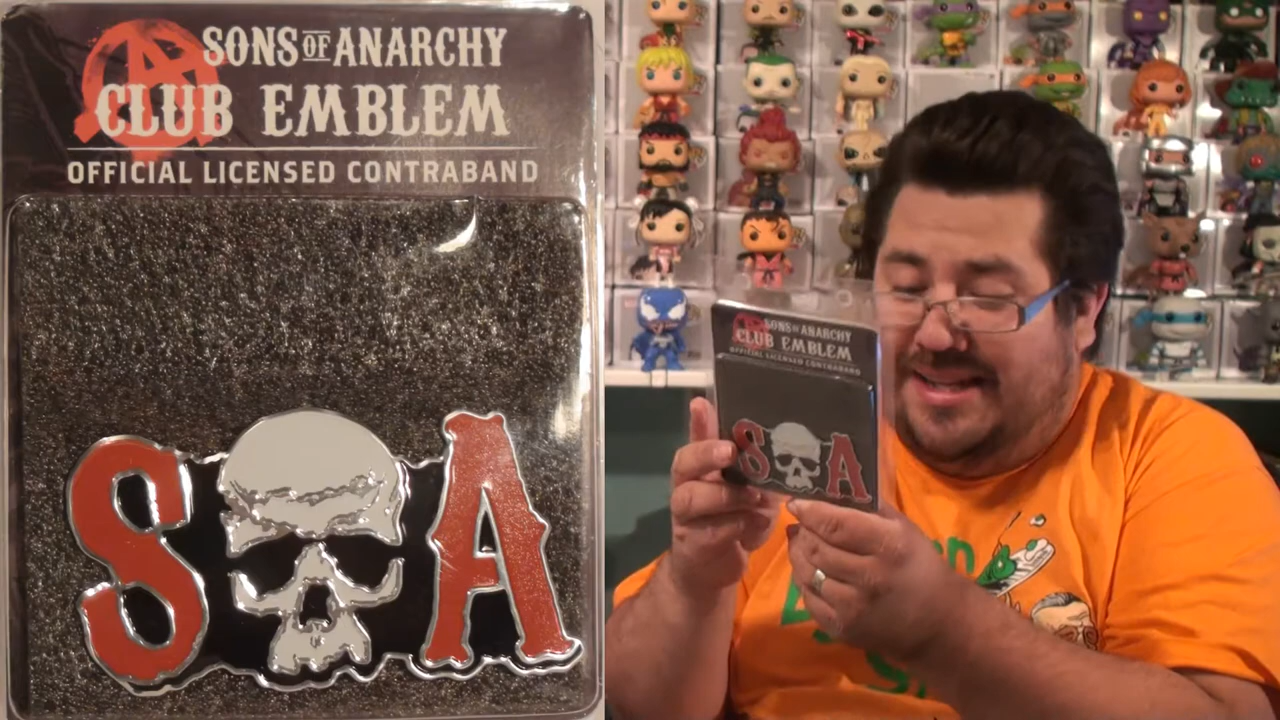 SONS OF ANARCHY
CLUB EMBLEM
OFFICIAL LICENSED CONTRABAND
S A
SONS OF ANARCHY
CLUB EMBLEM
OFFICIAL LICENSED CONTRABAND
S A